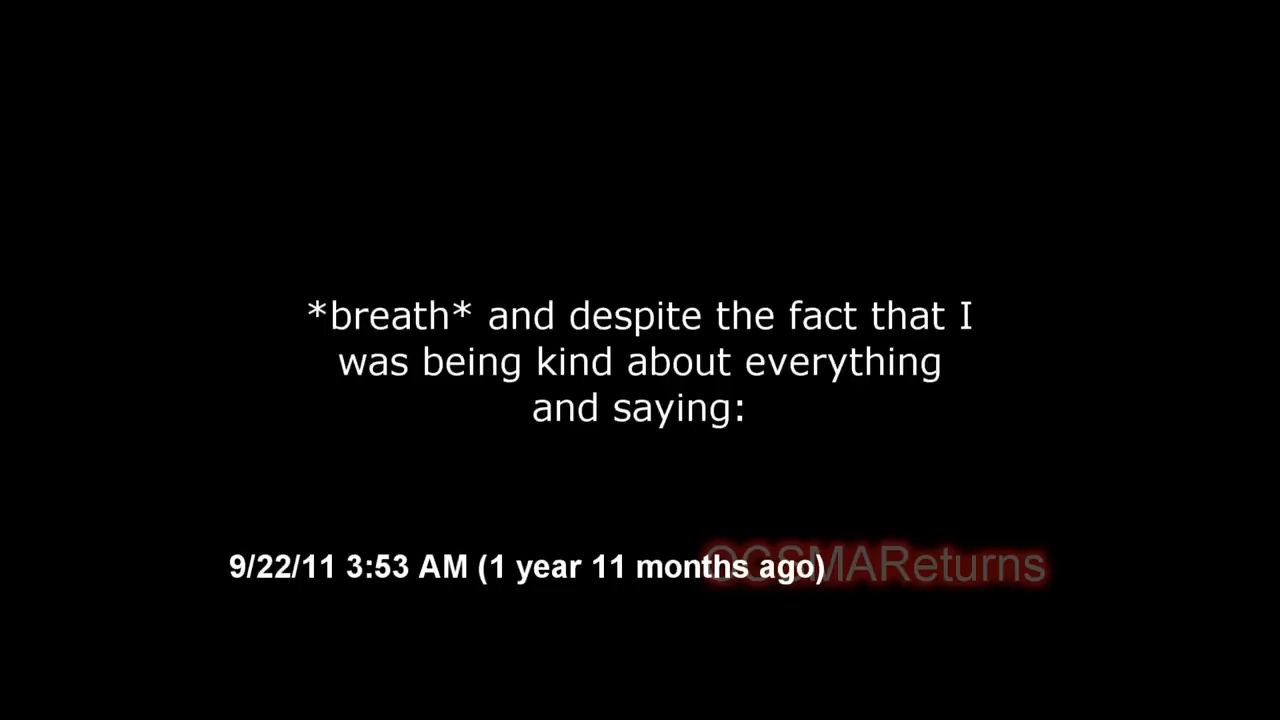 *breath* and despite the fact that I
was being kind about everything
and saying:
9/22/11 3:53 AM (1 year 11 months ago)